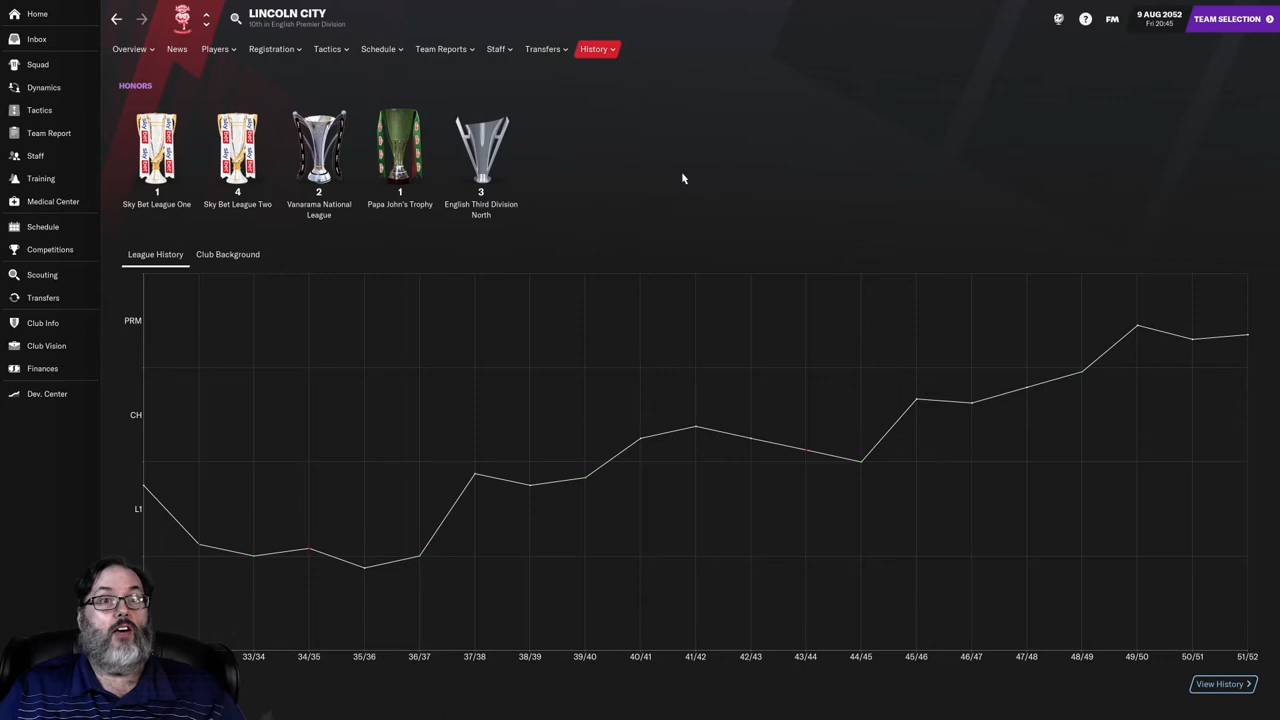 LINCOLN CITY
10th in English Premier Division
9 AUG 2052
Fri 20:45
FM
TEAM SELECTION
Home
Inbox
Squad
Dynamics
Tactics
Team Report
Staff
Training
Medical Center
Schedule
Competitions
Scouting
Transfers
Club Info
Club Vision
Finances
Dev. Center
Overview
News
Players
Registration
Tactics
Schedule
Team Reports
Staff
Transfers
History
HONORS
1
Sky Bet League One
4
Sky Bet League Two
2
Vanarama National
League
1
Papa John's Trophy
3
English Third Division
North
League History
Club Background
PRM
CH
L1
33/34 34/35 35/36 36/37 37/38 38/39 39/40 40/41 41/42 42/43 43/44 44/45 45/46 46/47 47/48 48/49 49/50 50/51 51/52
View History